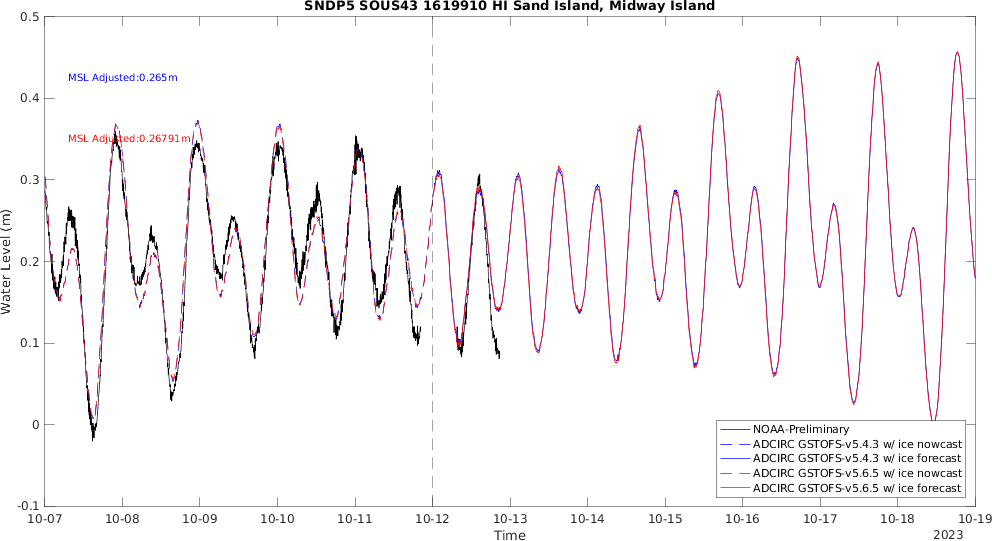 SNDP5 SOUS43 1619910 HI Sand Island, Midway Island
0.5
0.4
0.3
0.2
0.1
0
-0.1
Water Level (m)
MSL Adjusted:0.265m
MSL Adjusted:0.26791m
NOAA-Preliminary
ADCIRC GSTOFS-v5.4.3 w/ ice nowcast
ADCIRC GSTOFS-v5.4.3 w/ ice forecast
ADCIRC GSTOFS-v5.6.5 w/ ice nowcast
ADCIRC GSTOFS-v5.6.5 w/ ice forecast
10-07 10-08 10-09 10-10 10-11 10-12 10-13 10-14 10-15 10-16 10-17 10-18 10-19
Time
2023